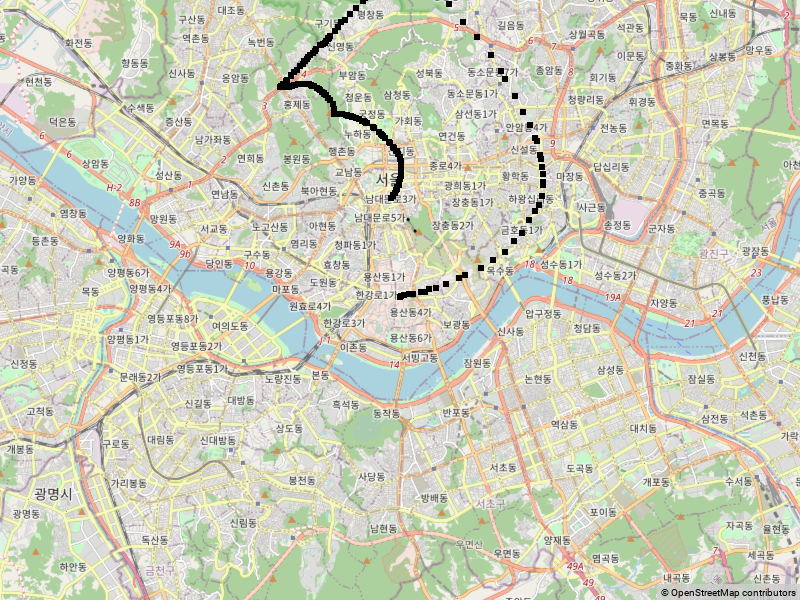 대조동
구산동
구기동
평창동
길음동
석관동
신내동
묵동
화전동
역촌동
녹번동
신영동
상월곡동
이문동
망우동
중화동
향동동
신사동
응암동
부암동
성북동
종암동
회기동
상봉동
현천동
수색동
홍제동
청운동
삼청동
동소문동1가
청량리동
휘경동
덕은동
증산동
궁정동
가회동
삼선동1가
안암동4가
전농동
면목동
남가좌동
누하동
연건동
신설동
상암동
연희동
봉원동
행촌동
종로4가
답십리동
가양동
성산동
신촌동
교남동
황학동
마장동
H-2
연남동
북아현동
서울
광희동1가
중곡동
염창동
8B
망원동
남대문로3가
장충동1가
사근동
송정동
등촌동
양화동
서교동
노고산동
아현동
남대문로5가
장충동2가
금호동1가
군자동
9b
9a
염리동
청파동1가
광진구
광장동
양평동6가
당인동
구수동
용강동
효창동
용산동1가
옥수동
18
성수동1가
성수동2가
23
목동
양평동4가
10
마포동
도원동
한강로1가
18
19A
자양동
풍납동
영등포동8가
원효로4가
용산동4가
압구정동
여의도동
한강로3가
보광동
신사동
청담동
양평동1가
영등포동2가
이촌동
용산동6가
22
신정동
문래동2가
영등포동1가
노량진동
본동
14
서빙고동
잠원동
삼성동
신천동
잠실동
논현동
고척동
신길동
대방동
흑석동
동작동
반포동
삼전동
석촌동
구로동
대림동
신대방동
상도동
역삼동
대치동
가락동
개봉동
사당동
서초동
도곡동
광명시
가리봉동
봉천동
방배동
개포동
수서동
광명동
신림동
서초구
포이동
독산동
남현동
양재동
자곡동
율현동
우면산
우면동
염곡동
세곡동
하안동
금천구
49A
49
내곡동
© OpenStreetMap contributors